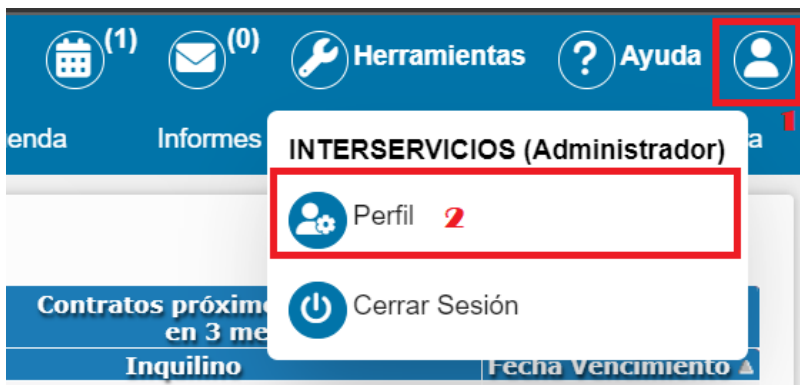 (1) (0) Herramientas Ayuda
1
enda Informes a
INTERSERVICIOS (Administrador)
Perfil 2
Cerrar Sesión
Contratos próxim
en 3 me
Inquilino Fecha Vencimiento